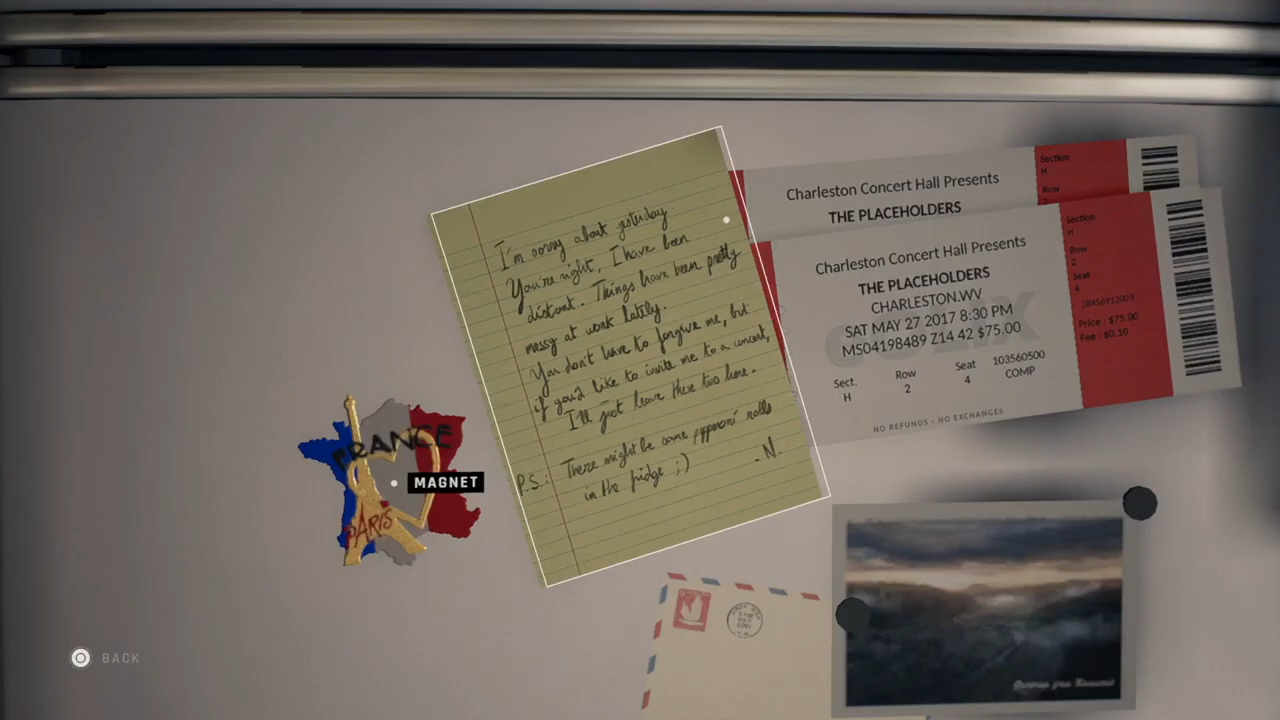 Charleston Concert Hall Presents
THE PLACEHOLDERS
Section
H
Row
Charleston Concert Hall Presents
THE PLACEHOLDERS
CHARLESTON.WV
SAT MAY 27 2017 8:30 PM
MS04198489 Z14 42 $75.00
Sect. Row Seat 103560500
H 2 4 COMP
NO REFUNDS - NO EXCHANGES
Section
H
Row
2
Seat
4
28456912003
Price : $75.00
Fee : $0.10
I'm sorry about yesterday
You're right, I have been
distant. Things have been pretty
messy at work lately.
You don't have to forgive me, but
if you'd like to invite me to a concert,
I'll just leave these two here.
- N.
P.S.: There might be some pepperoni rolls
in the fridge ;)
FRANCE
PARIS
MAGNET
BACK